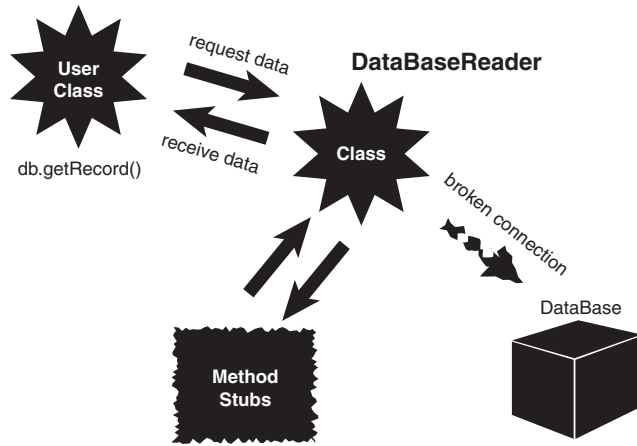 User
Class
request data
DataBaseReader
receive data
Class
db.getRecord()
broken connection
DataBase
Method
Stubs